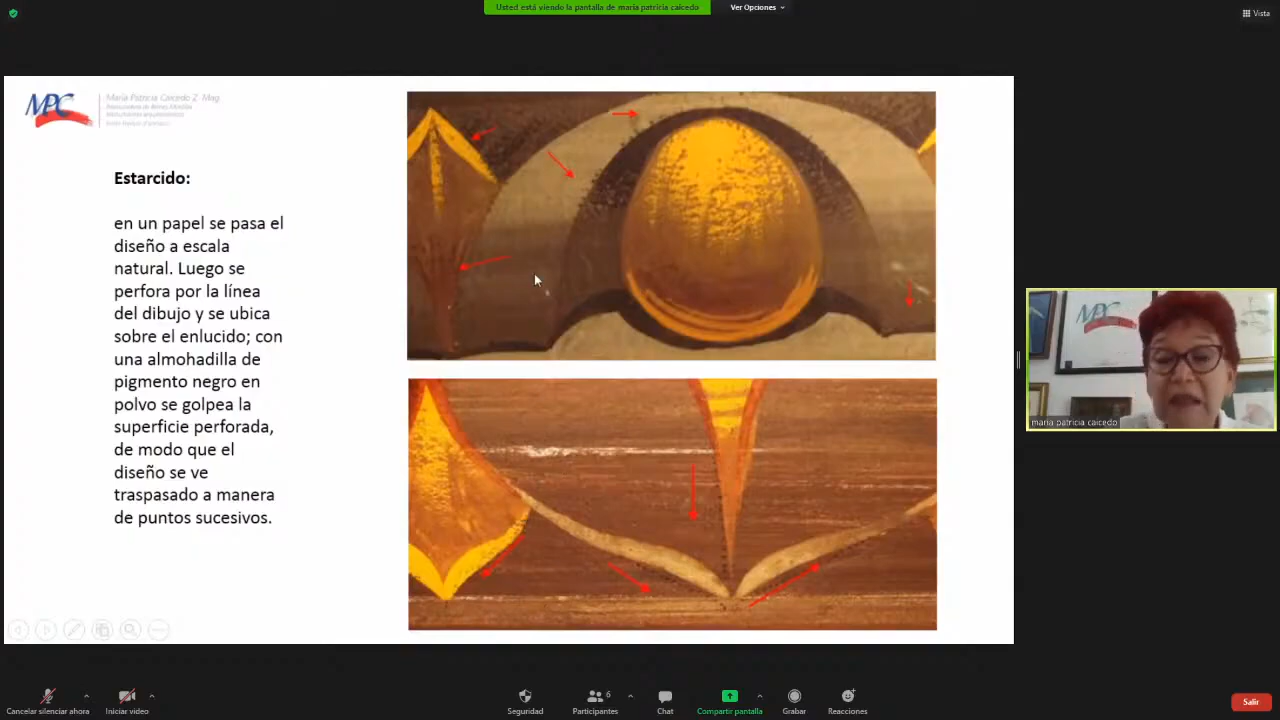 Usted está viendo la pantalla de maria patricia caicedo
Ver Opciones
Vista
MPC
María Patricia Caicedo Z. Mag.
Estarcido:
en un papel se pasa el
diseño a escala
natural. Luego se
perfora por la línea
del dibujo y se ubica
sobre el enlucido; con
una almohadilla de
pigmento negro en
polvo se golpea la
superficie perforada,
de modo que el
diseño se ve
traspasado a manera
de puntos sucesivos.
MPC
maria patricia caicedo
Cancelar silenciar ahora
Iniciar video
Seguridad
Participantes
6
Chat
Compartir pantalla
Grabar
Reacciones
Salir